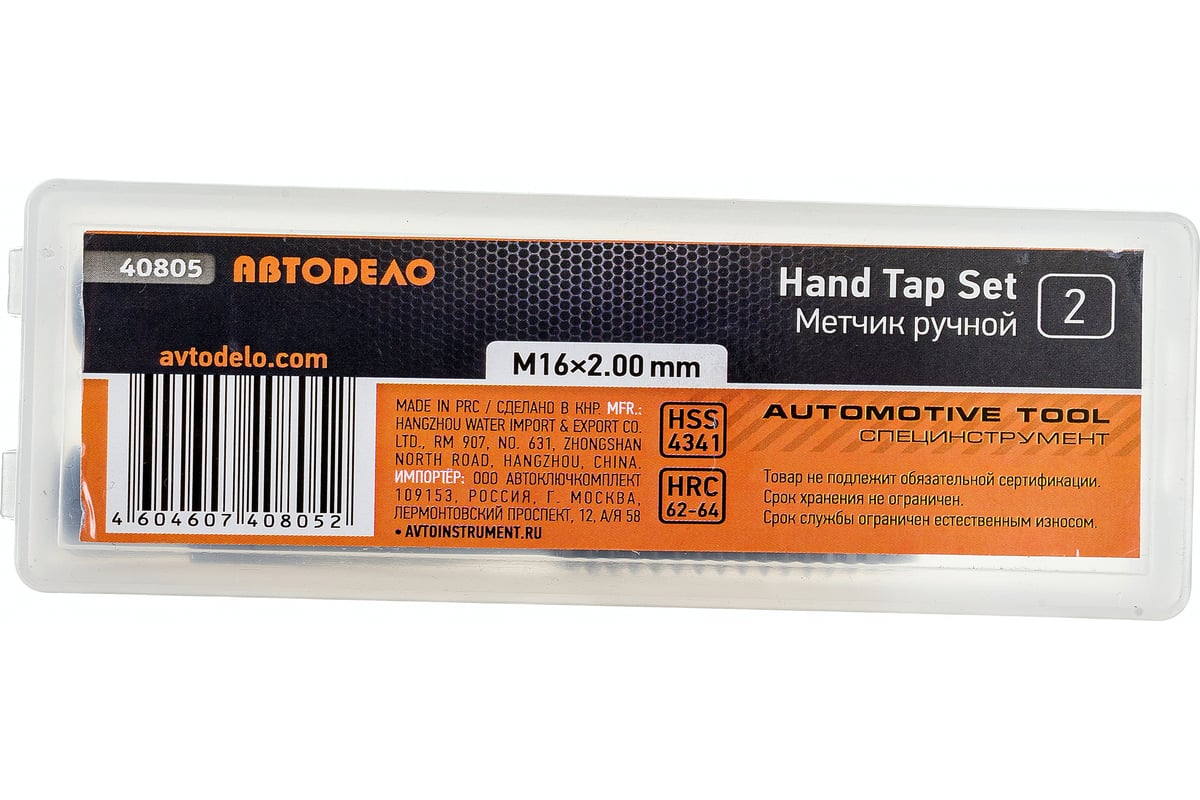 40805 АВТОDЕЛО
Hand Tap Set
Метчик ручной
2
avtodelo.com
M16×2.00 mm
4 604607 408052
MADE IN PRC / СДЕЛАНО В КНР. MFR.:
HANGZHOU WATER IMPORT & EXPORT CO.
LTD., RM 907, NO. 631, ZHONGSHAN
NORTH ROAD, HANGZHOU, CHINA.
ИМПОРТЁР: ООО АВТОКЛЮЧКОМПЛЕКТ
109153, РОССИЯ, Г. МОСКВА,
ЛЕРМОНТОВСКИЙ ПРОСПЕКТ, 12, А/Я 58
• AVTOINSTRUMENT.RU
HSS
4341
HRC
62-64
AUTOMOTIVE TOOL
СПЕЦИНСТРУМЕНТ
Товар не подлежит обязательной сертификации.
Срок хранения не ограничен.
Срок службы ограничен естественным износом.